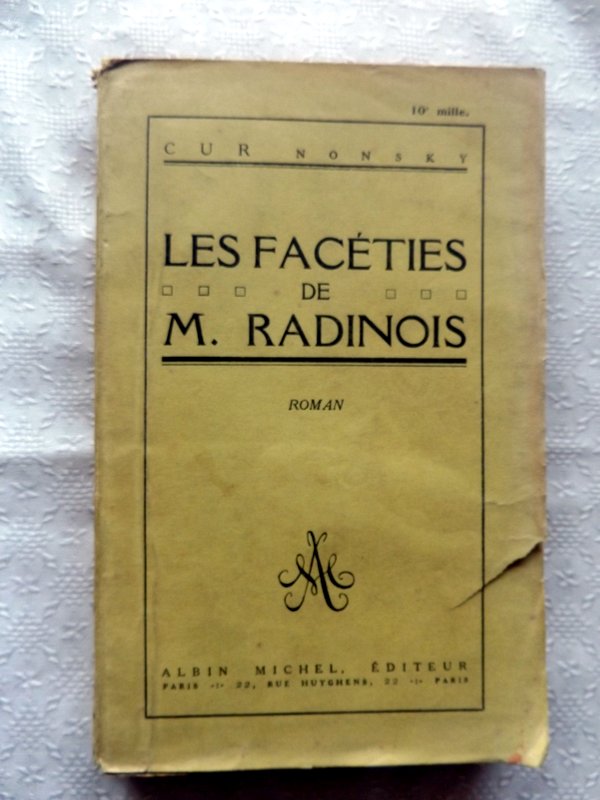 10e mille.
CUR NONSKY
LES FACÉTIES
DE
M. RADINOIS
ROMAN
AM
ALBIN MICHEL, ÉDITEUR
PARIS -:- 22, RUE HUYGHENS, 22 -:- PARIS